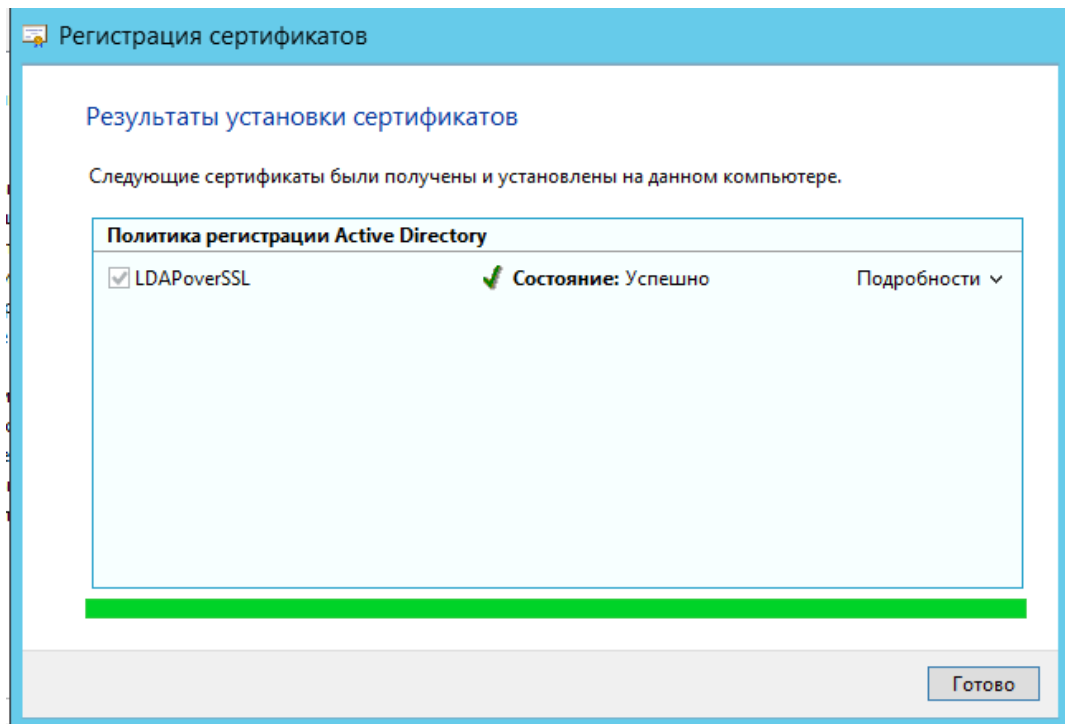 Регистрация сертификатов
Результаты установки сертификатов
Следующие сертификаты были получены и установлены на данном компьютере.
Политика регистрации Active Directory
LDAPoverSSL Состояние: Успешно Подробности
Готово